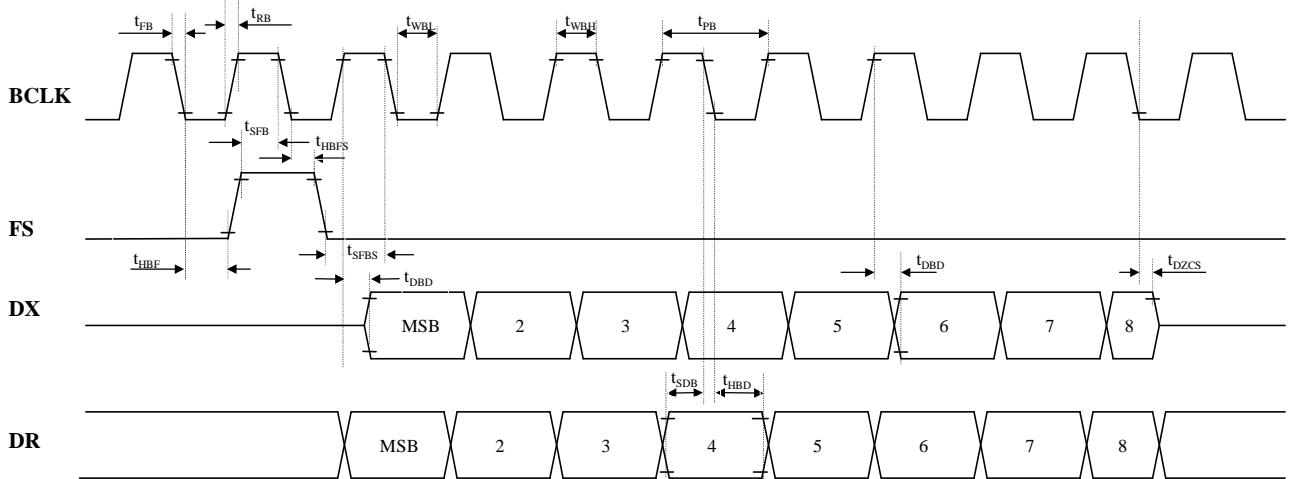 tFB tRB tWBL tWBH tPB
BCLK
tSFB
tHBFS
FS
tHBF tSFBS
tDBD tDBD tDZCS
DX MSB 2 3 4 5 6 7 8
tSDB tHBD
DR MSB 2 3 4 5 6 7 8